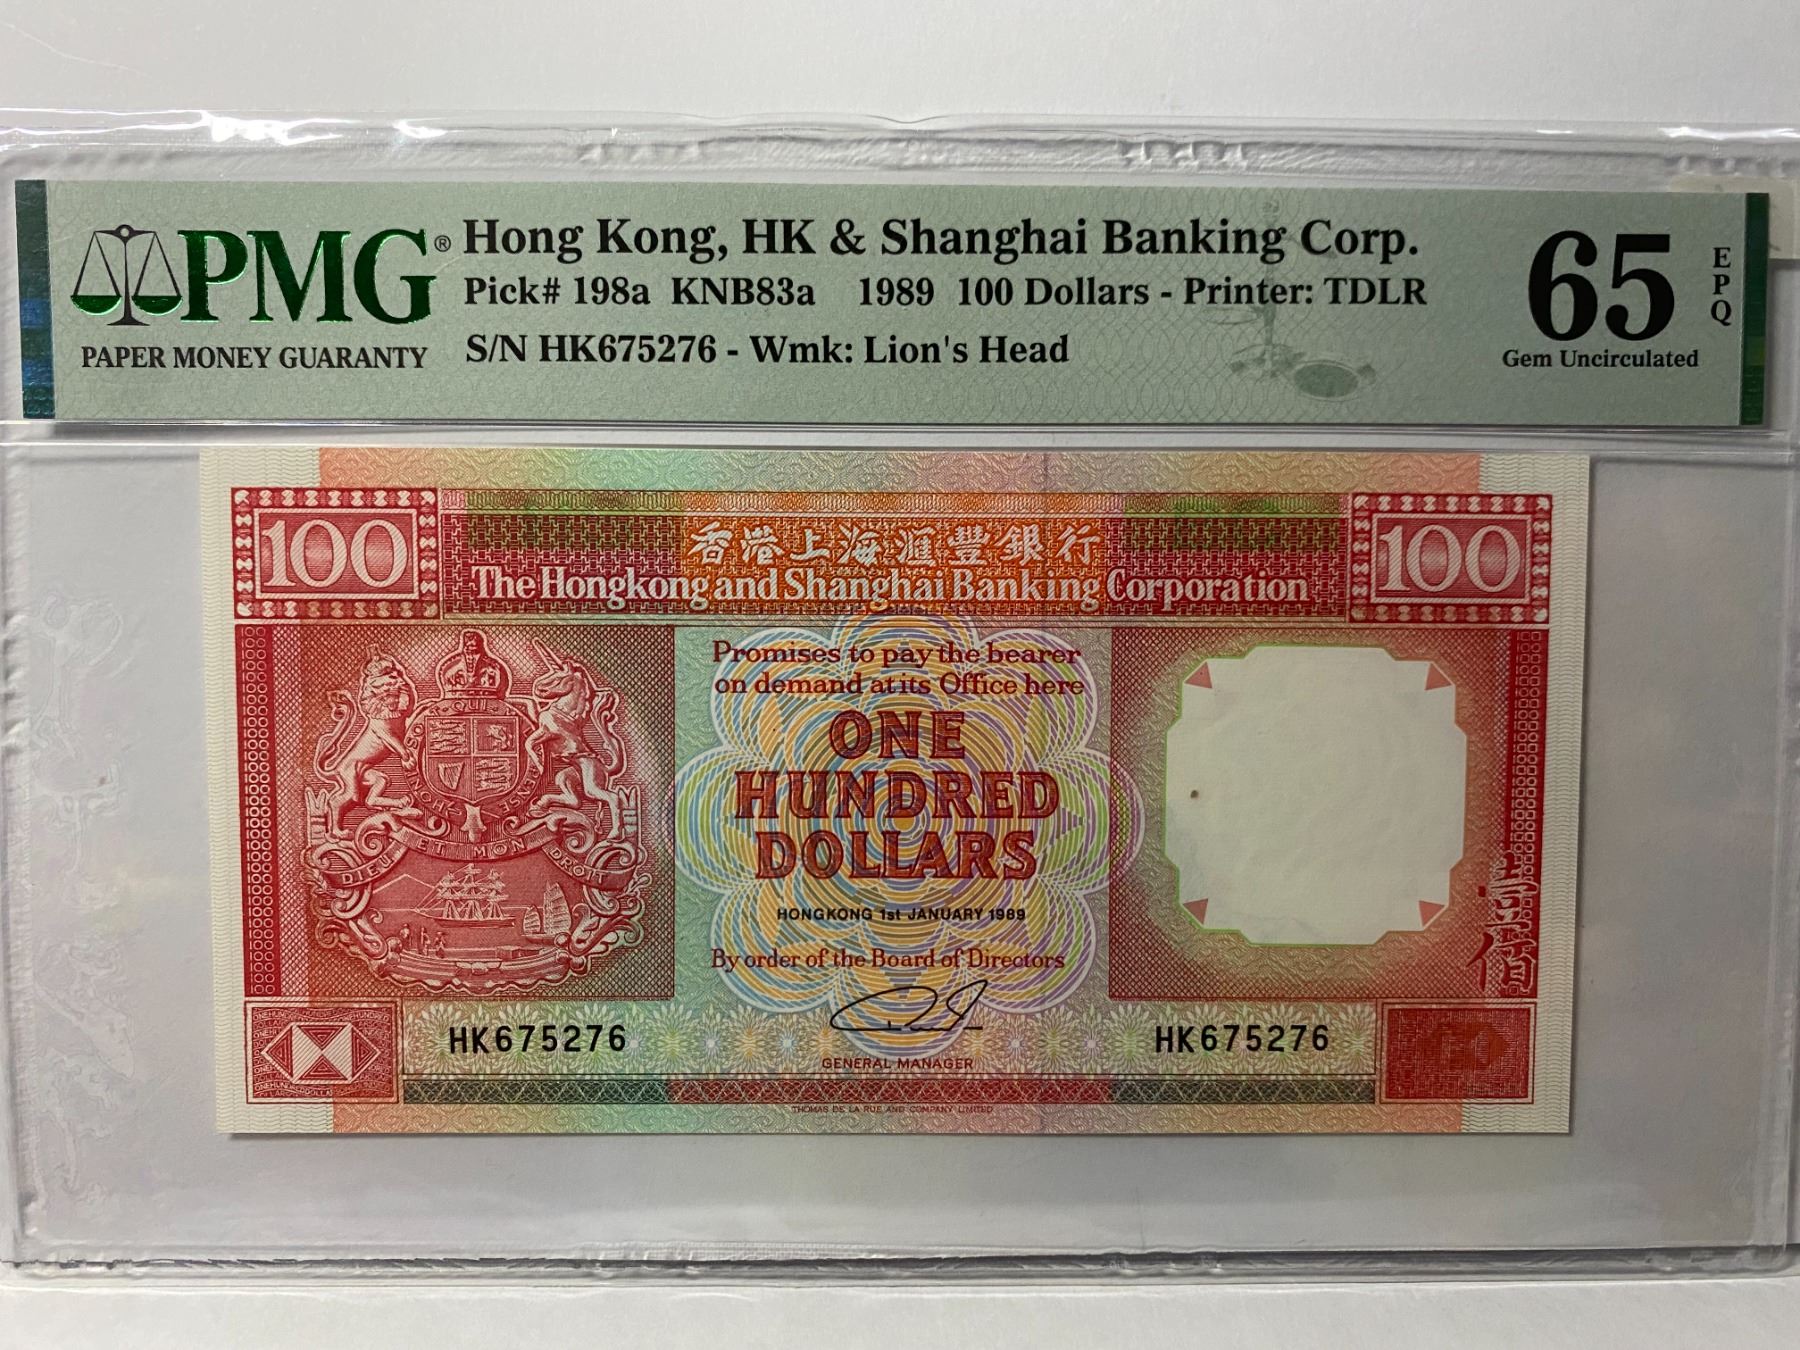 PMG®
PAPER MONEY GUARANTY
Hong Kong, HK & Shanghai Banking Corp.
Pick# 198a KNB83a 1989 100 Dollars - Printer: TDLR
S/N HK675276 - Wmk: Lion's Head
65
EPQ
Gem Uncirculated
100
香港上海滙豐銀行
100
The Hongkong and Shanghai Banking Corporation
Promises to pay the bearer
on demand at its Office here
ONE
HUNDRED
DOLLARS
HONGKONG 1st JANUARY 1989
By order of the Board of Directors
GENERAL MANAGER
HK675276
HK675276
DIEU ET MON DROIT
壹佰
THOMAS DE LA RUE AND COMPANY LIMITED